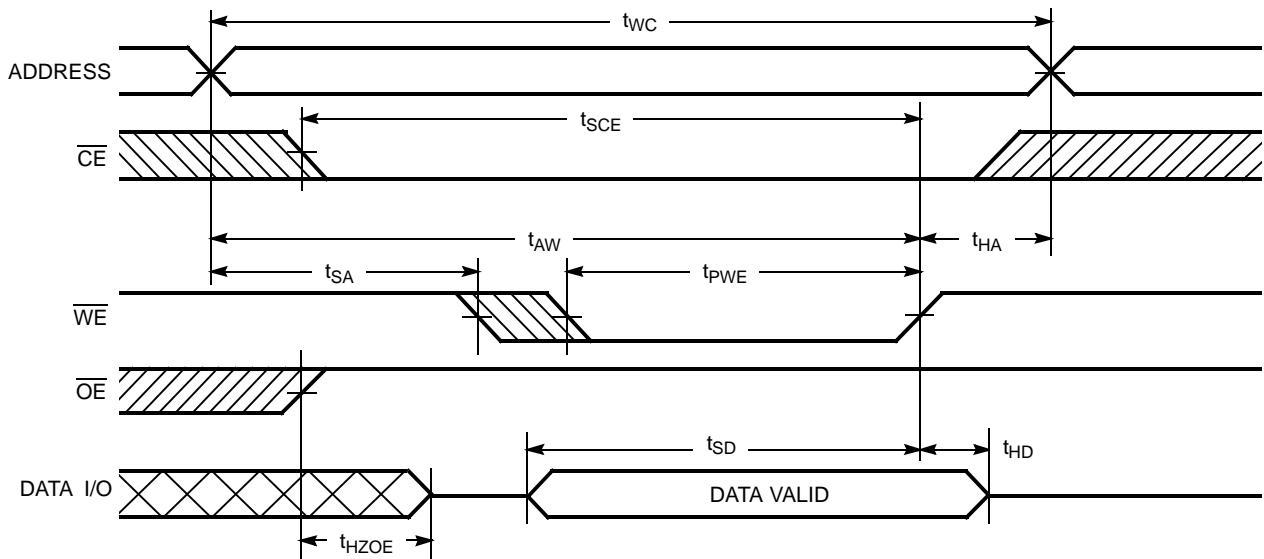 tWC
ADDRESS
tSCE
CE
tAW
tHA
tSA
tPWE
WE
OE
tSD
tHD
DATA I/O
DATA VALID
tHZOE